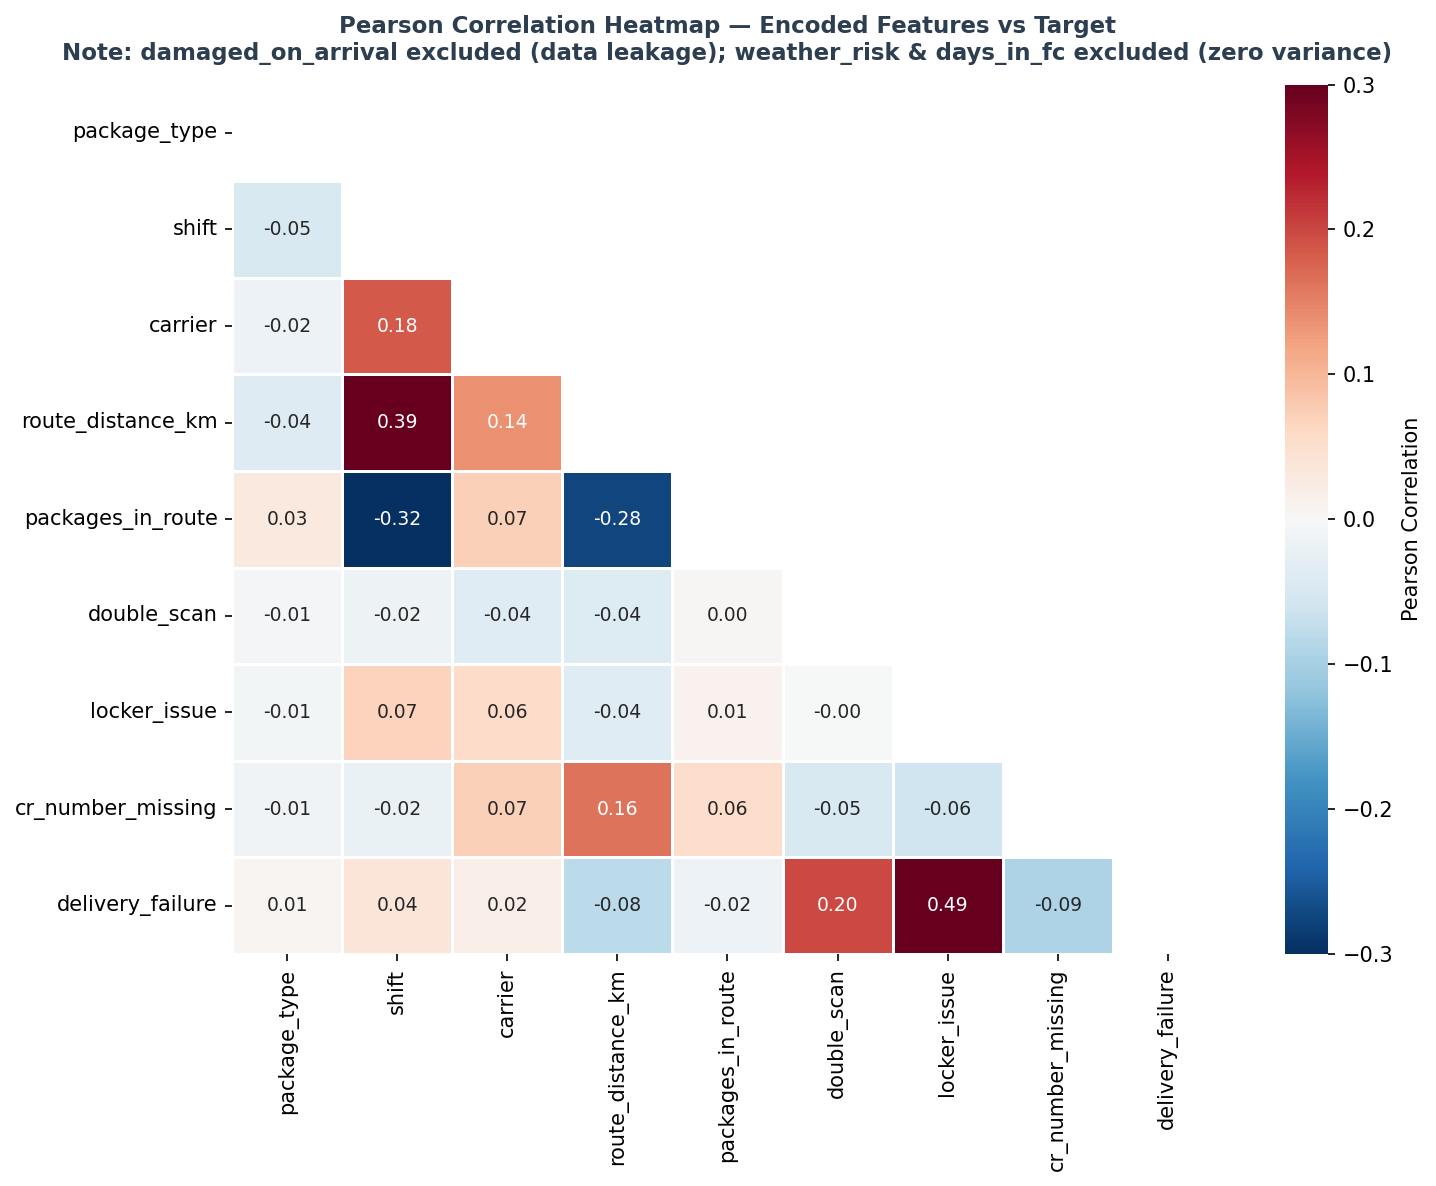 Pearson Correlation Heatmap — Encoded Features vs Target
Note: damaged_on_arrival excluded (data leakage); weather_risk & days_in_fc excluded (zero variance)
package_type
shift -0.05
carrier -0.02 0.18
route_distance_km -0.04 0.39 0.14
packages_in_route 0.03 -0.32 0.07 -0.28
double_scan -0.01 -0.02 -0.04 -0.04 0.00
locker_issue -0.01 0.07 0.06 -0.04 0.01 -0.00
cr_number_missing -0.01 -0.02 0.07 0.16 0.06 -0.05 -0.06
delivery_failure 0.01 0.04 0.02 -0.08 -0.02 0.20 0.49 -0.09
package_type
shift
carrier
route_distance_km
packages_in_route
double_scan
locker_issue
cr_number_missing
delivery_failure
0.3
0.2
0.1
0.0
−0.1
−0.2
−0.3
Pearson Correlation